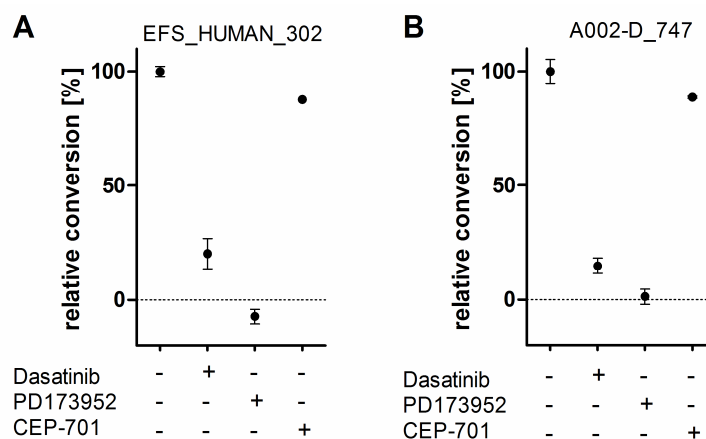 A
EFS_HUMAN_302
relative conversion [%]
100
50
0
Dasatinib - + - -
PD173952 - - + -
CEP-701 - - - +
B
A002-D_747
relative conversion [%]
100
50
0
Dasatinib - + - -
PD173952 - - + -
CEP-701 - - - +